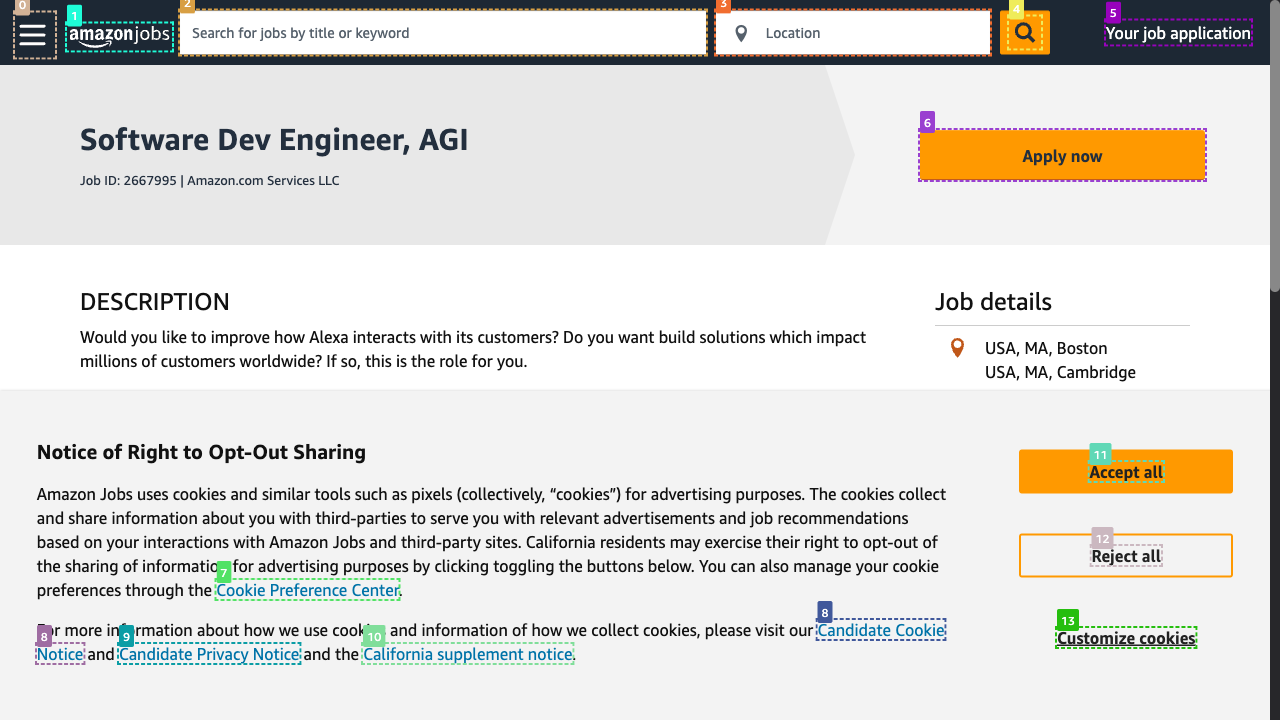 0
1
2
3
4
5
amazon jobs
Search for jobs by title or keyword
Location
Your job application
Software Dev Engineer, AGI
Job ID: 2667995 | Amazon.com Services LLC
6
Apply now
DESCRIPTION
Would you like to improve how Alexa interacts with its customers? Do you want build solutions which impact
millions of customers worldwide? If so, this is the role for you.
Job details
USA, MA, Boston
USA, MA, Cambridge
Notice of Right to Opt-Out Sharing
Amazon Jobs uses cookies and similar tools such as pixels (collectively, “cookies”) for advertising purposes. The cookies collect
and share information about you with third-parties to serve you with relevant advertisements and job recommendations
based on your interactions with Amazon Jobs and third-party sites. California residents may exercise their right to opt-out of
the sharing of information for advertising purposes by clicking toggling the buttons below. You can also manage your cookie
7
preferences through the Cookie Preference Center.
8
For more information about how we use cookies and information of how we collect cookies, please visit our Candidate Cookie
8
9
10
Notice and Candidate Privacy Notice and the California supplement notice.
11
Accept all
12
Reject all
13
Customize cookies